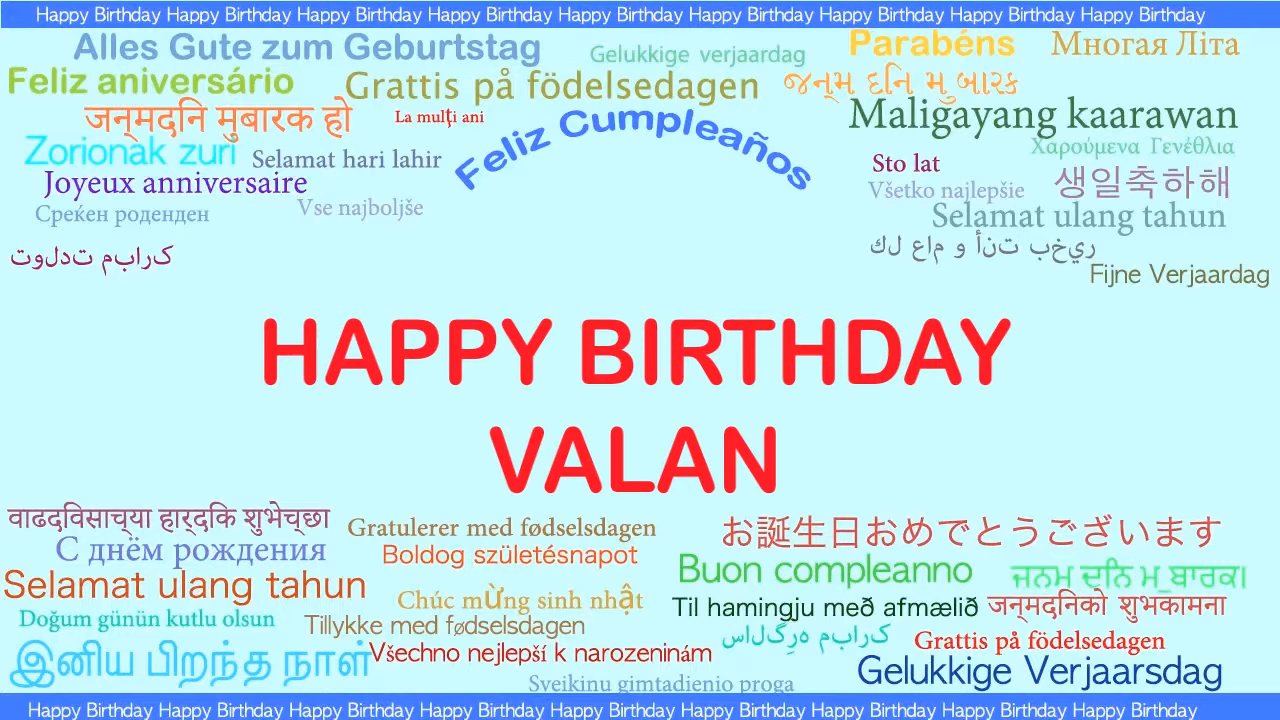 Happy Birthday Happy Birthday Happy Birthday Happy Birthday Happy Birthday Happy Birthday Happy Birthday Happy Birthday Happy Birthday
Alles Gute zum Geburtstag
Gelukkige verjaardag
Parabéns
Многая Літа
Feliz aniversário
Grattis på födelsedagen
જન્મ દિન મુબારક
जन्मदिन मुबारक हो
La mulţi ani
Feliz Cumpleaños
Maligayang kaarawan
Zorionak zuri
Selamat hari lahir
Sto lat
Χαρούμενα Γενέθλια
Joyeux anniversaire
Všetko najlepšie
생일축하해
Среќен роденден
Vse najboljše
Selamat ulang tahun
تولدت مبارک
كل عام و أنت بخير
Fijne Verjaardag
HAPPY BIRTHDAY
VALAN
वाढदिवसाच्या हार्दिक शुभेच्छा
Gratulerer med fødselsdagen
お誕生日おめでとうございます
С днём рождения
Boldog születésnapot
Buon compleanno
ਜਨਮ ਦਿਨ ਮੁਬਾਰਕ।
Selamat ulang tahun
Chúc mừng sinh nhật
Til hamingju með afmælið
जन्मदिनको शुभकामना
Doğum günün kutlu olsun
Tillykke med fødselsdagen
سالگرہ مبارک
Grattis på födelsedagen
இனிய பிறந்த நாள்
Všechno nejlepší k narozeninám
Gelukkige Verjaarsdag
Sveikinu gimtadienio proga
Happy Birthday Happy Birthday Happy Birthday Happy Birthday Happy Birthday Happy Birthday Happy Birthday Happy Birthday Happy Birthday